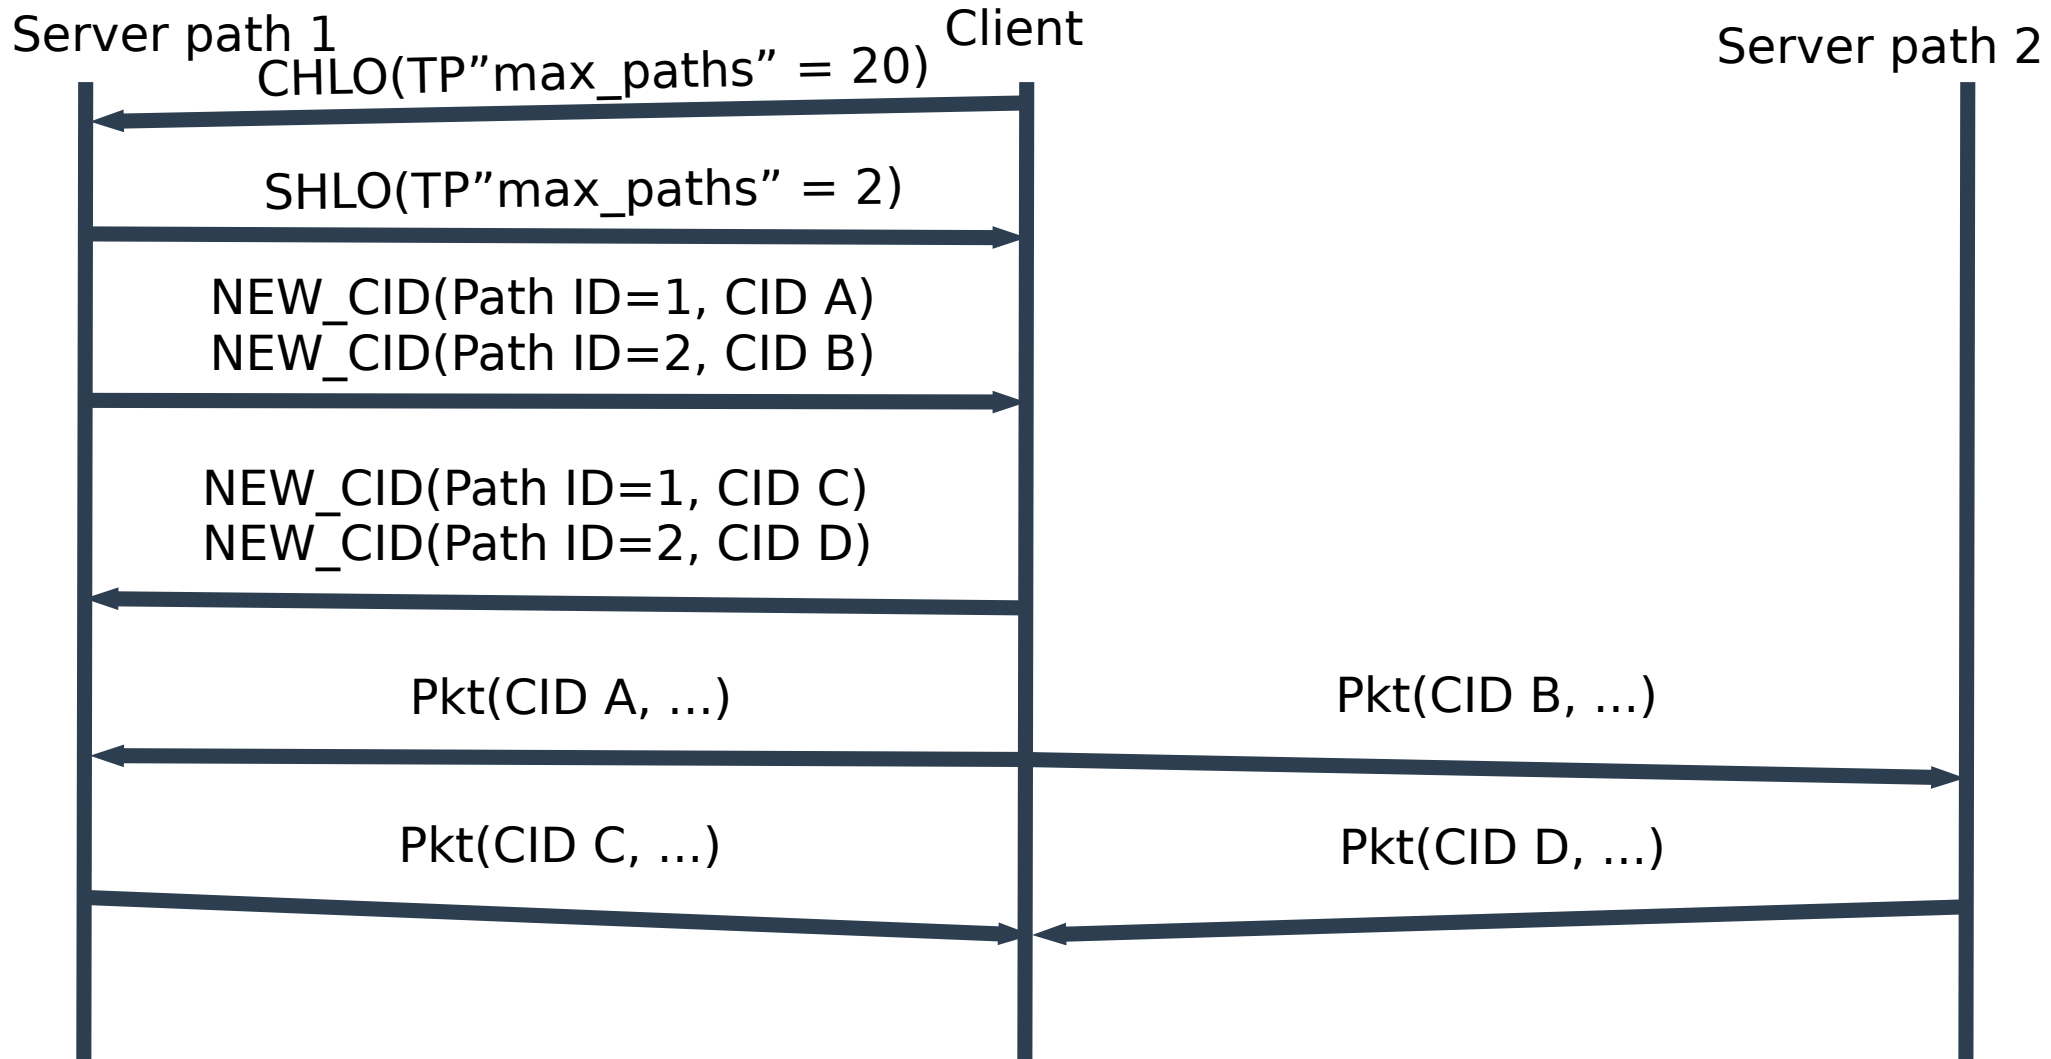 Server path 1
Client
Server path 2
CHLO(TP”max_paths” = 20)
SHLO(TP”max_paths” = 2)
NEW_CID(Path ID=1, CID A)
NEW_CID(Path ID=2, CID B)
NEW_CID(Path ID=1, CID C)
NEW_CID(Path ID=2, CID D)
Pkt(CID A, ...)
Pkt(CID B, ...)
Pkt(CID C, ...)
Pkt(CID D, ...)